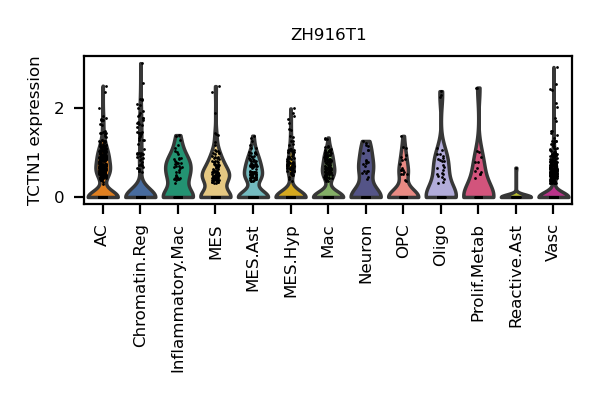 ZH916T1
TCTN1 expression
2
0
AC
Chromatin.Reg
Inflammatory.Mac
MES
MES.Ast
MES.Hyp
Mac
Neuron
OPC
Oligo
Prolif.Metab
Reactive.Ast
Vasc